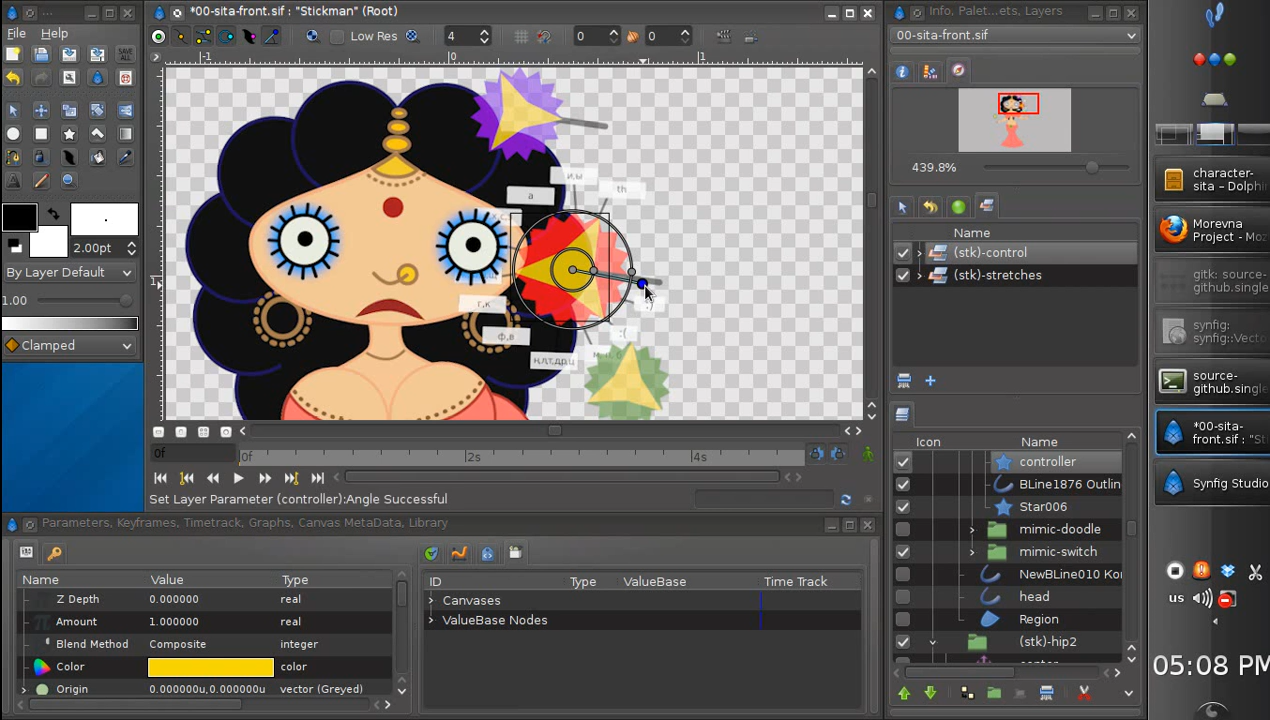 *00-sita-front.sif : "Stickman" (Root)
File Help
2.00pt
By Layer Default
1.00
Clamped
Low Res
4
0
0
-1
0
1
а
и,ы
th
г,к
ф,в
н,л,т,д,р,ц
:(
:)
0f
0f
2s
4s
Set Layer Parameter (controller):Angle Successful
Parameters, Keyframes, Timetrack, Graphs, Canvas MetaData, Library
Name Value Type
Z Depth 0.000000 real
Amount 1.000000 real
Blend Method Composite integer
Color color
Origin 0.000000u,0.000000u vector (Greyed)
ID Type ValueBase Time Track
Canvases
ValueBase Nodes
Info, Palet...ets, Layers
00-sita-front.sif
439.8%
Name
(stk)-control
(stk)-stretches
Icon Name
controller
BLine1876 Outlin
Star006
mimic-doodle
mimic-switch
NewBLine010 Ко
head
Region
(stk)-hip2
character-
sita – Dolphi
Morevna
Project - Moz
gitk: source-
github.single
synfig:
synfig::Vecto
source-
github.single
*00-sita-
front.sif : "St
Synfig Studio
us
05:08 PM